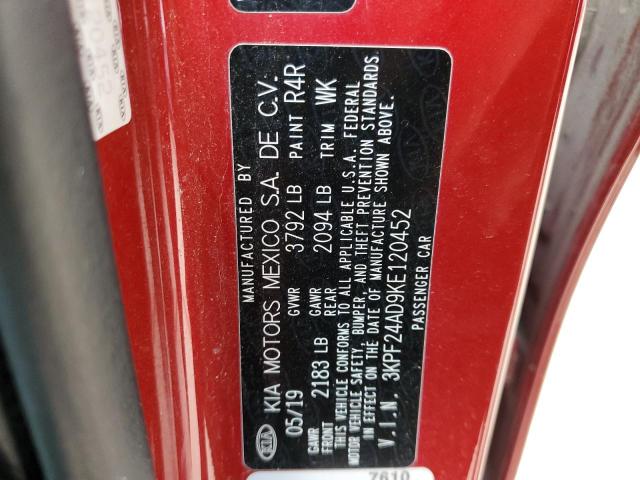 MANUFACTURED BY
KIA KIA MOTORS MEXICO S.A. DE C.V.
05/19 GVWR 3792 LB PAINT R4R
GAWR FRONT 2183 LB GAWR REAR 2094 LB TRIM WK
THIS VEHICLE CONFORMS TO ALL APPLICABLE U.S.A. FEDERAL
MOTOR VEHICLE SAFETY, BUMPER, AND THEFT PREVENTION STANDARDS
IN EFFECT ON THE DATE OF MANUFACTURE SHOWN ABOVE.
V.I.N. 3KPF24AD9KE120452
PASSENGER CAR
7610